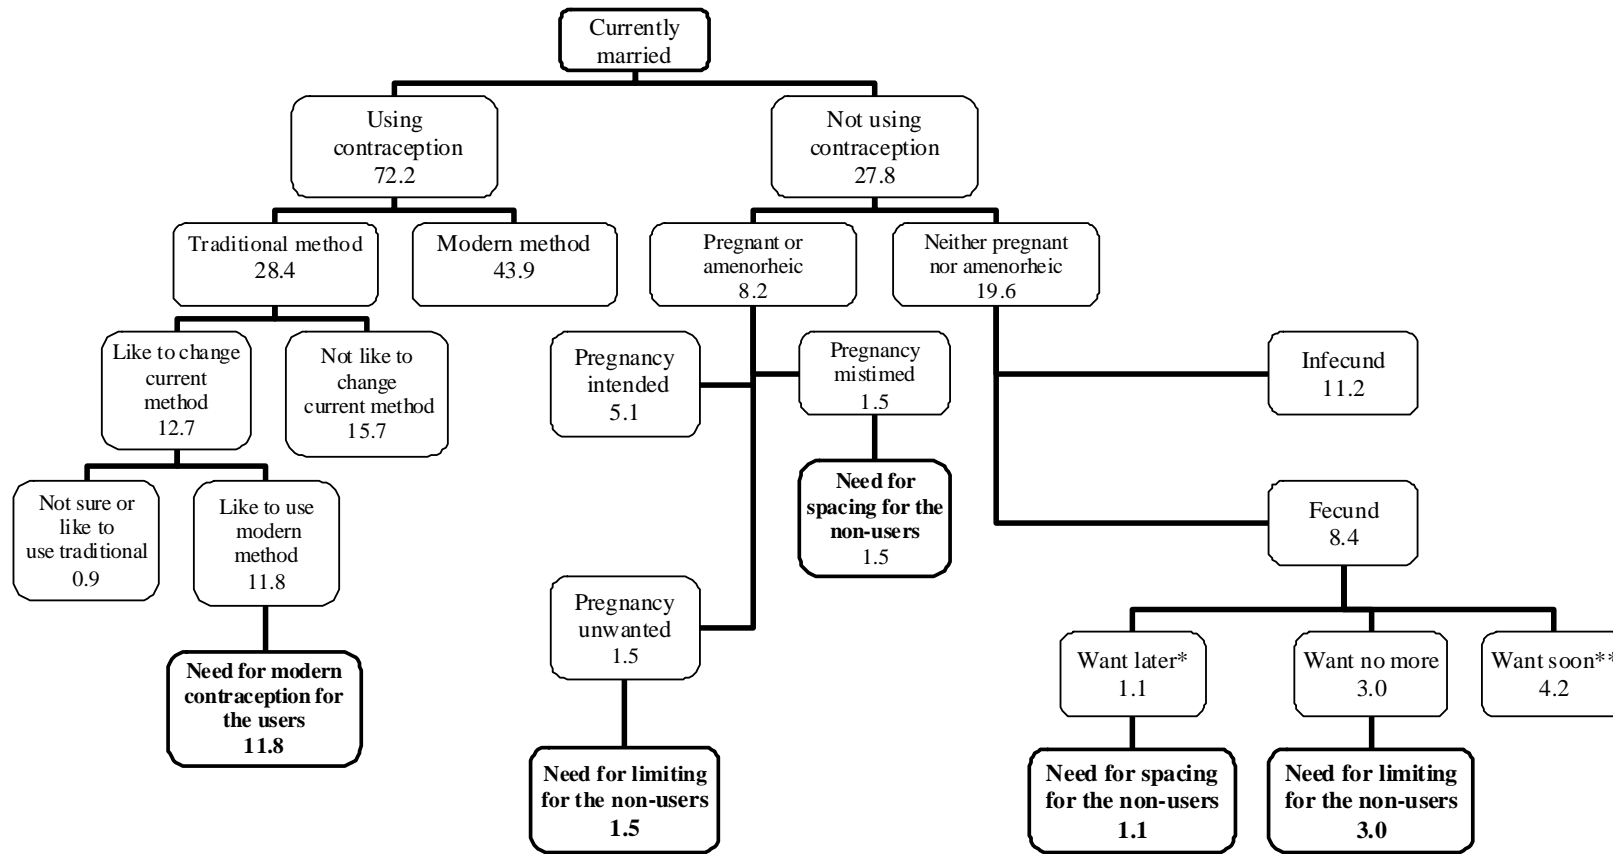 Currently
married
Using
contraception
72.2
Not using
contraception
27.8
Traditional method
28.4
Modern method
43.9
Pregnant or
amenorheic
8.2
Neither pregnant
nor amenorheic
19.6
Like to change
current
method
12.7
Not like to
change
current method
15.7
Pregnancy
intended
5.1
Pregnancy
mistimed
1.5
Infecund
11.2
Not sure or
like to
use traditional
0.9
Like to use
modern
method
11.8
Need for
spacing for the
non-users
1.5
Fecund
8.4
Pregnancy
unwanted
1.5
Want later*
1.1
Want no more
3.0
Want soon**
4.2
Need for modern
contraception for
the users
11.8
Need for limiting
for the non-users
1.5
Need for spacing
for the non-users
1.1
Need for limiting
for the non-users
3.0